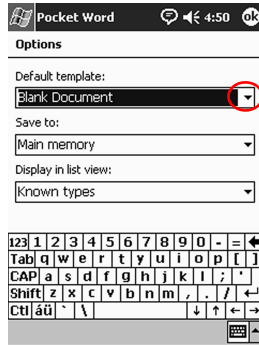 Pocket Word 4:50 ok
Options
Default template:
Blank Document
Save to:
Main memory
Display in list view:
Known types
123 1 2 3 4 5 6 7 8 9 0 - =
Tab q w e r t y u i o p [ ]
CAP a s d f g h j k l ; '
Shift z x c v b n m , . /
Ctl áü ` \